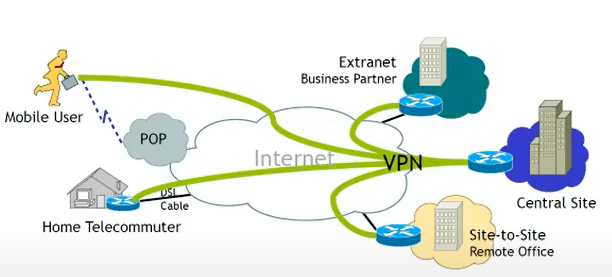 Extranet
Business Partner
Mobile User
POP
Internet
VPN
DSL
Cable
Home Telecommuter
Central Site
Site-to-Site
Remote Office